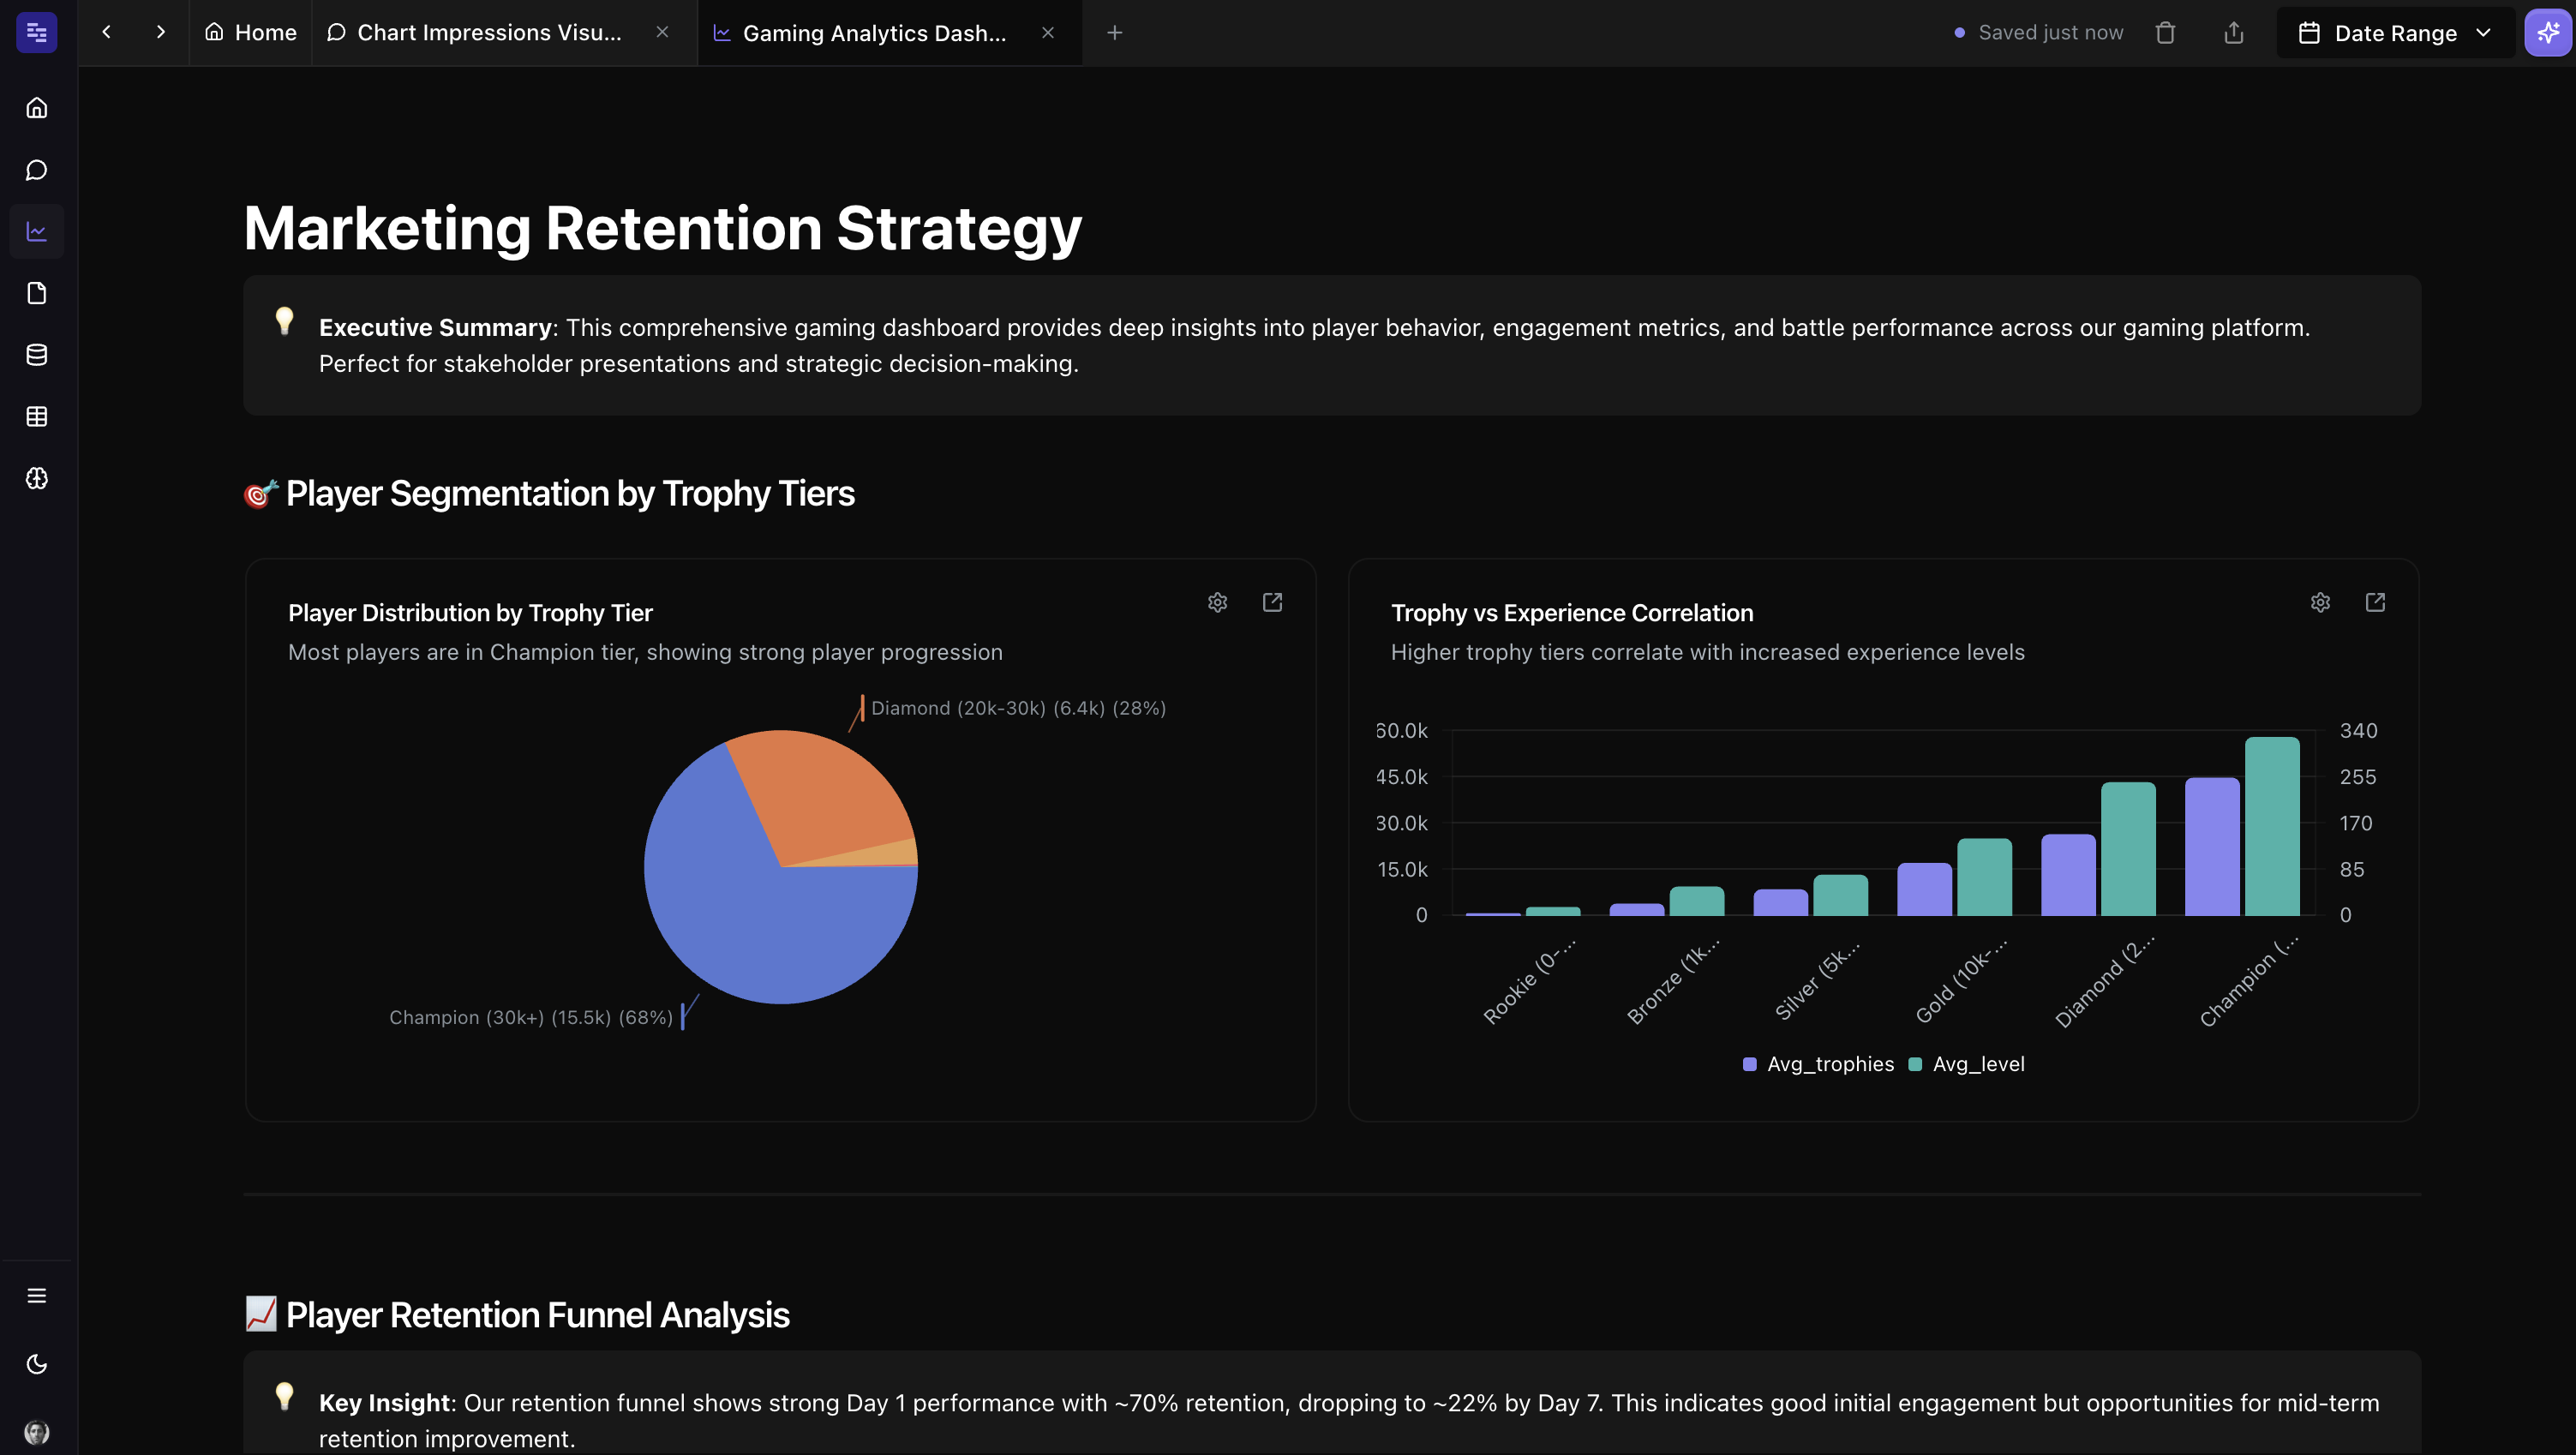 Home
Chart Impressions Visu...
Gaming Analytics Dash...
Saved just now
Date Range
Marketing Retention Strategy
Executive Summary: This comprehensive gaming dashboard provides deep insights into player behavior, engagement metrics, and battle performance across our gaming platform.
Perfect for stakeholder presentations and strategic decision-making.
Player Segmentation by Trophy Tiers
Player Distribution by Trophy Tier
Most players are in Champion tier, showing strong player progression
Diamond (20k-30k) (6.4k) (28%)
Champion (30k+) (15.5k) (68%)
Trophy vs Experience Correlation
Higher trophy tiers correlate with increased experience levels
60.0k
45.0k
30.0k
15.0k
0
340
255
170
85
0
Rookie (0-...
Bronze (1k...
Silver (5k...
Gold (10k-...
Diamond (2...
Champion (...
Avg_trophies
Avg_level
Player Retention Funnel Analysis
Key Insight: Our retention funnel shows strong Day 1 performance with ~70% retention, dropping to ~22% by Day 7. This indicates good initial engagement but opportunities for mid-term
retention improvement.